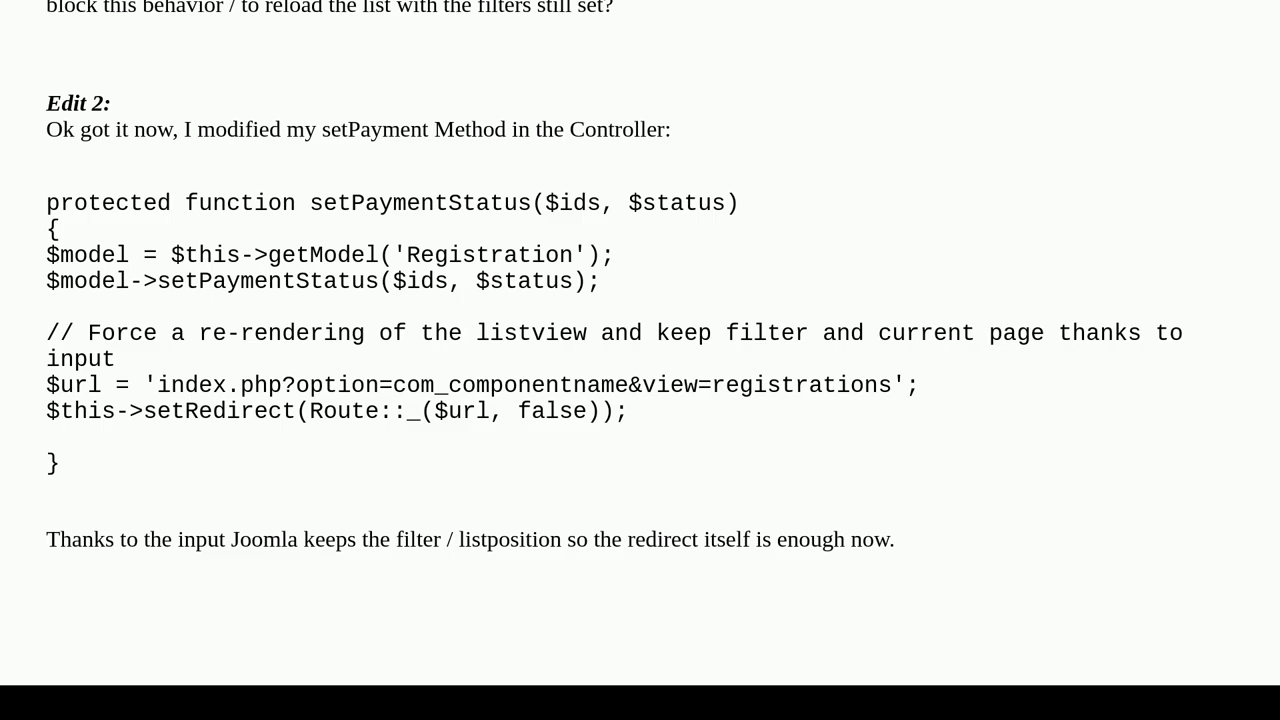 block this behavior / to reload the list with the filters still set?
Edit 2:
Ok got it now, I modified my setPayment Method in the Controller:
protected function setPaymentStatus($ids, $status)
{
$model = $this->getModel('Registration');
$model->setPaymentStatus($ids, $status);
// Force a re-rendering of the listview and keep filter and current page thanks to
input
$url = 'index.php?option=com_componentname&view=registrations';
$this->setRedirect(Route::_($url, false));
}
Thanks to the input Joomla keeps the filter / listposition so the redirect itself is enough now.